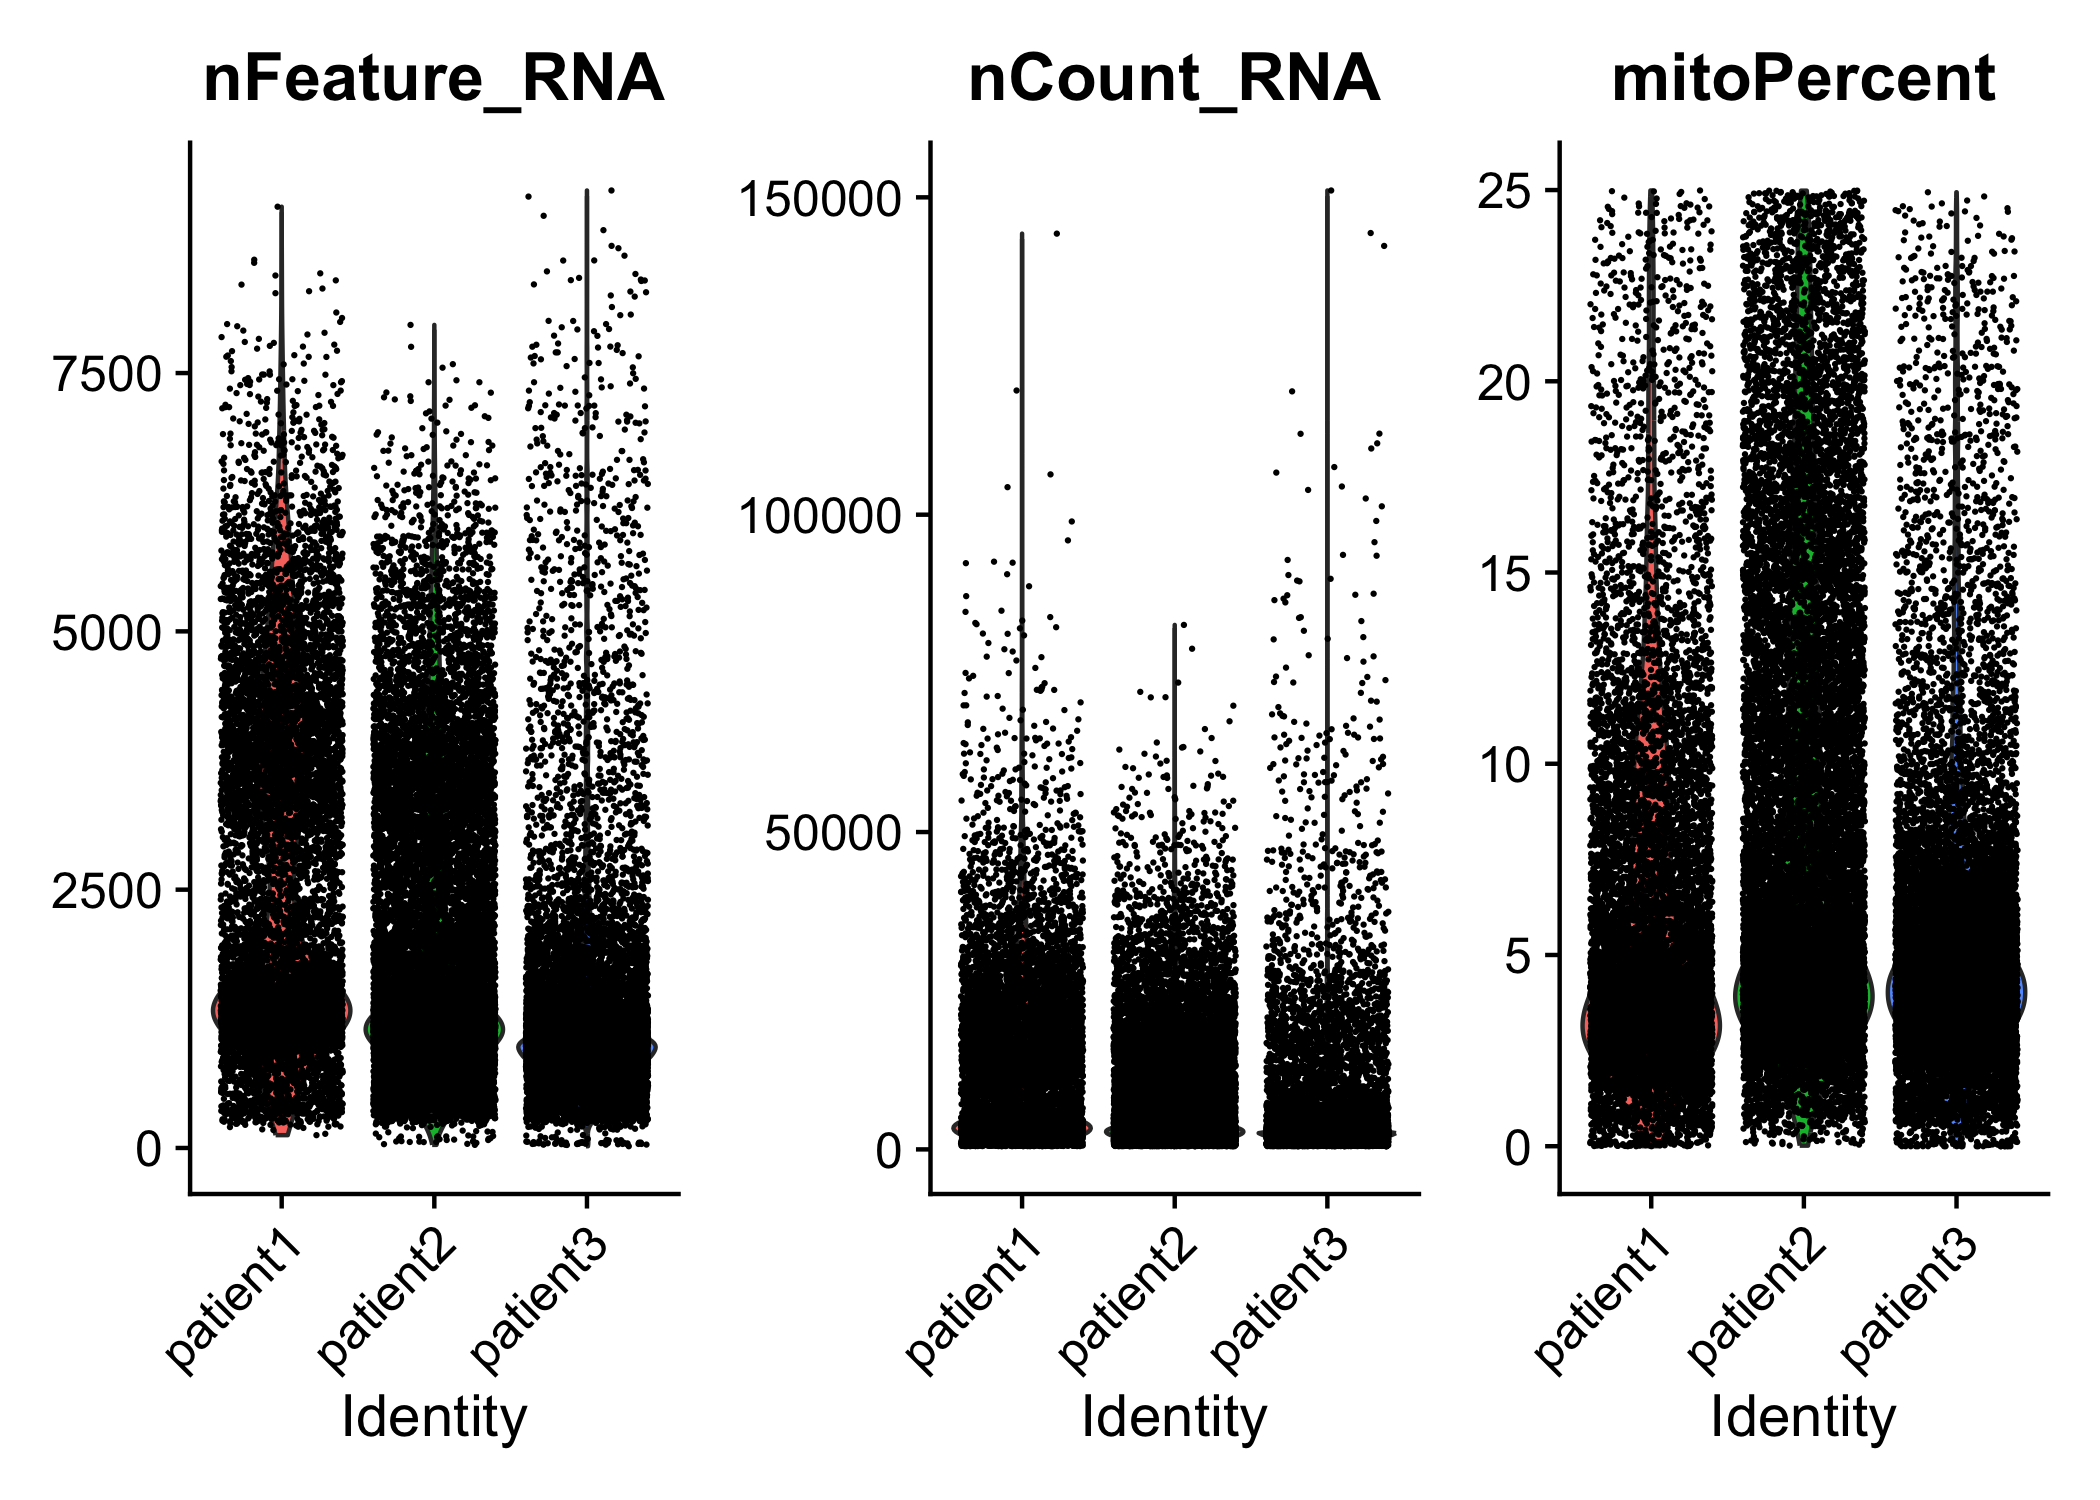 nFeature_RNA
7500
5000
2500
0
patient1
patient2
patient3
Identity
nCount_RNA
150000
100000
50000
0
patient1
patient2
patient3
Identity
mitoPercent
25
20
15
10
5
0
patient1
patient2
patient3
Identity